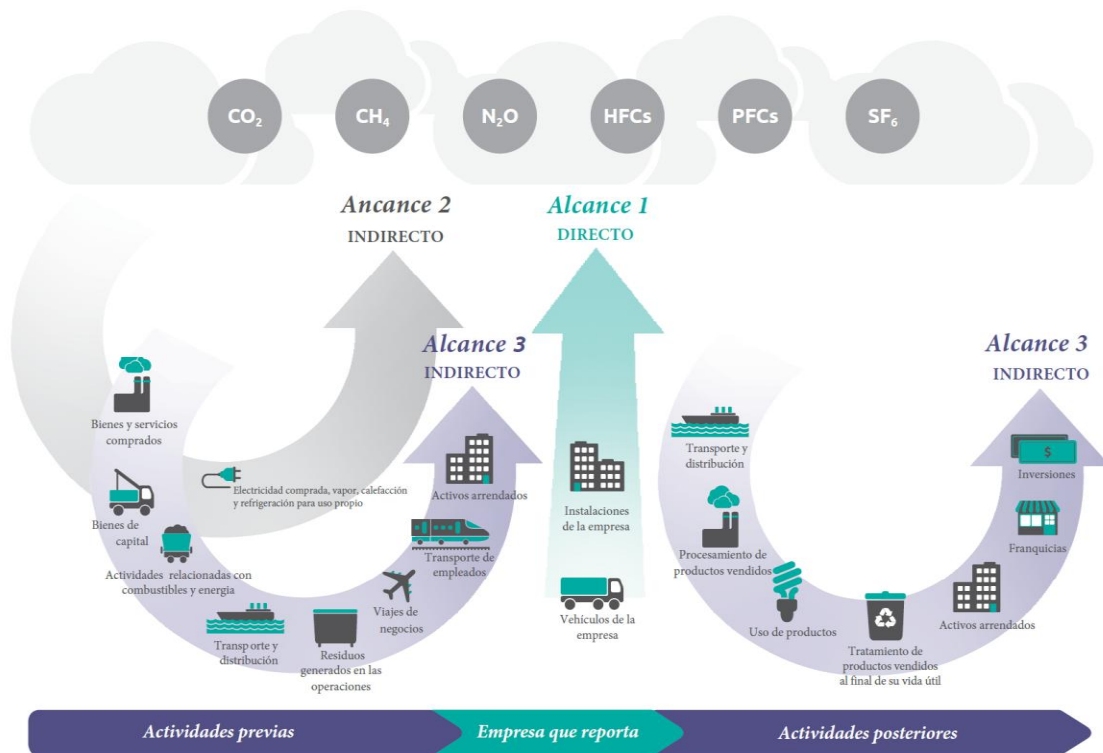 CO₂
CH₄
N₂O
HFCs
PFCs
SF₆
Ancance 2
INDIRECTO
Alcance 1
DIRECTO
Alcance 3
INDIRECTO
Alcance 3
INDIRECTO
Bienes y servicios
comprados
Electricidad comprada, vapor, calefacción
y refrigeración para uso propio
Bienes de
capital
Actividades relacionadas con
combustibles y energia
Transporte y
distribución
Residuos
generados en las
operaciones
Viajes de
negocios
Transporte de
empleados
Activos arrendados
Instalaciones
de la empresa
Vehículos de la
empresa
Transporte y
distribución
Procesamiento de
productos vendidos
Uso de productos
Tratamiento de
productos vendidos
al final de su vida útil
Activos arrendados
Franquicias
$
Inversiones
Actividades previas
Empresa que reporta
Actividades posteriores